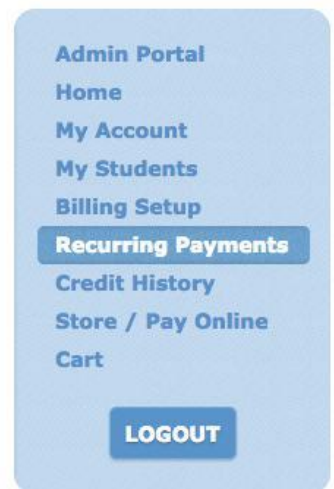 Admin Portal
Home
My Account
My Students
Billing Setup
Recurring Payments
Credit History
Store / Pay Online
Cart
LOGOUT